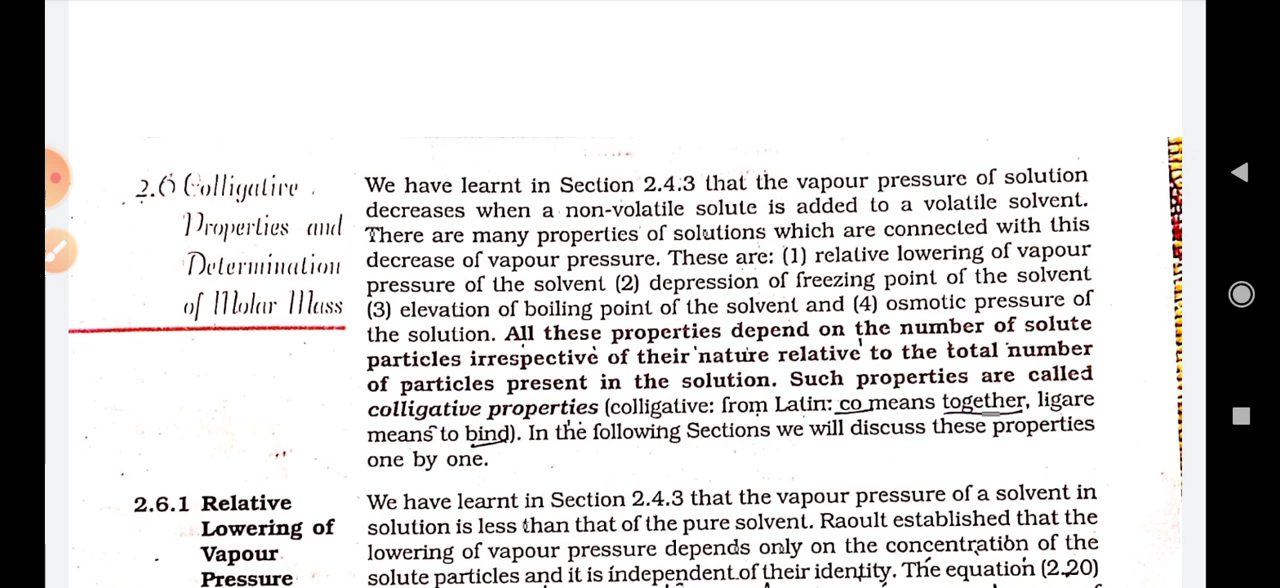 2.6 Colligative
Properties and
Determination
of Molar Mass
We have learnt in Section 2.4.3 that the vapour pressure of solution
decreases when a non-volatile solute is added to a volatile solvent.
There are many properties of solutions which are connected with this
decrease of vapour pressure. These are: (1) relative lowering of vapour
pressure of the solvent (2) depression of freezing point of the solvent
(3) elevation of boiling point of the solvent and (4) osmotic pressure of
the solution. All these properties depend on the number of solute
particles irrespective of their nature relative to the total number
of particles present in the solution. Such properties are called
colligative properties (colligative: from Latin: co means together, ligare
means to bind). In the following Sections we will discuss these properties
one by one.
2.6.1 Relative
Lowering of
Vapour
Pressure
We have learnt in Section 2.4.3 that the vapour pressure of a solvent in
solution is less than that of the pure solvent. Raoult established that the
lowering of vapour pressure depends only on the concentration of the
solute particles and it is independent of their identity. The equation (2.20)